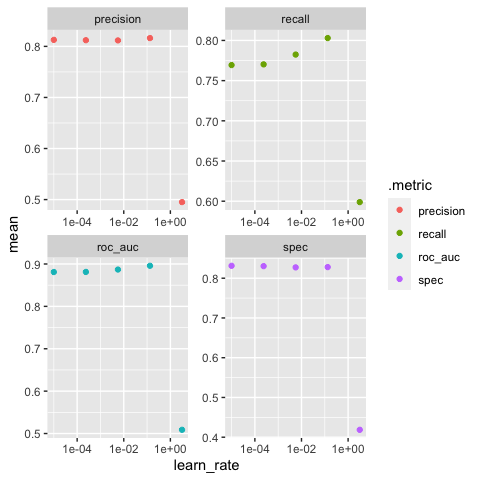 precision
recall
0.8
0.7
0.6
0.5
0.80
0.75
0.70
0.65
0.60
1e-04
1e-02
1e+00
1e-04
1e-02
1e+00
mean
.metric
precision
recall
roc_auc
spec
roc_auc
spec
0.9
0.8
0.7
0.6
0.5
0.8
0.7
0.6
0.5
0.4
1e-04
1e-02
1e+00
1e-04
1e-02
1e+00
learn_rate